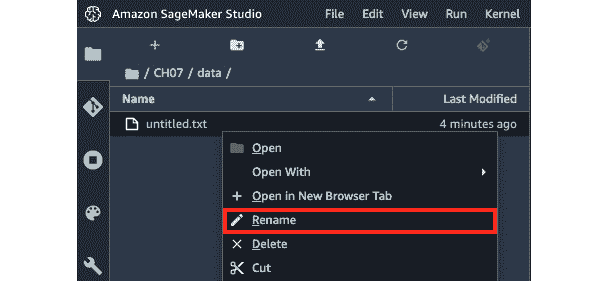 Amazon SageMaker Studio File Edit View Run Kernel
/ CH07 / data /
Name Last Modified
untitled.txt 4 minutes ago
Open
Open With
Open in New Browser Tab
Rename
Delete
Cut